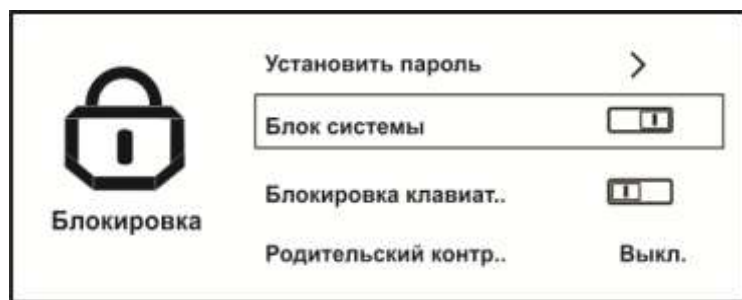 Установить пароль
Блок системы
Блокировка клавиат..
Блокировка
Родительский контр..
Выкл.